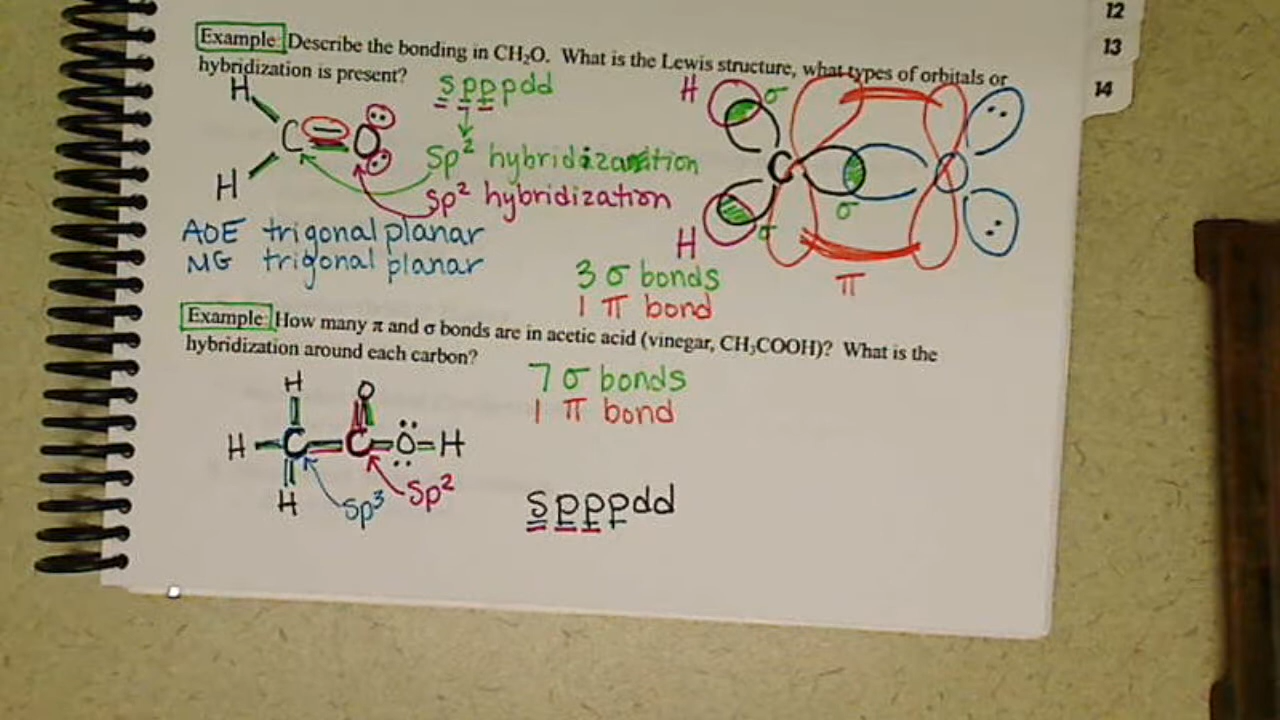 12
13
14
Example: Describe the bonding in CH₂O. What is the Lewis structure, what types of orbitals or
hybridization is present?
spppdd
H
C=O
H
sp² hybridization
sp² hybridization
AOE trigonal planar
MG trigonal planar
H σ
C σ
H σ
π
3 σ bonds
1 π bond
Example: How many π and σ bonds are in acetic acid (vinegar, CH₃COOH)? What is the
hybridization around each carbon?
7 σ bonds
1 π bond
H O
H-C-C-O-H
H
sp³ sp²
spppdd